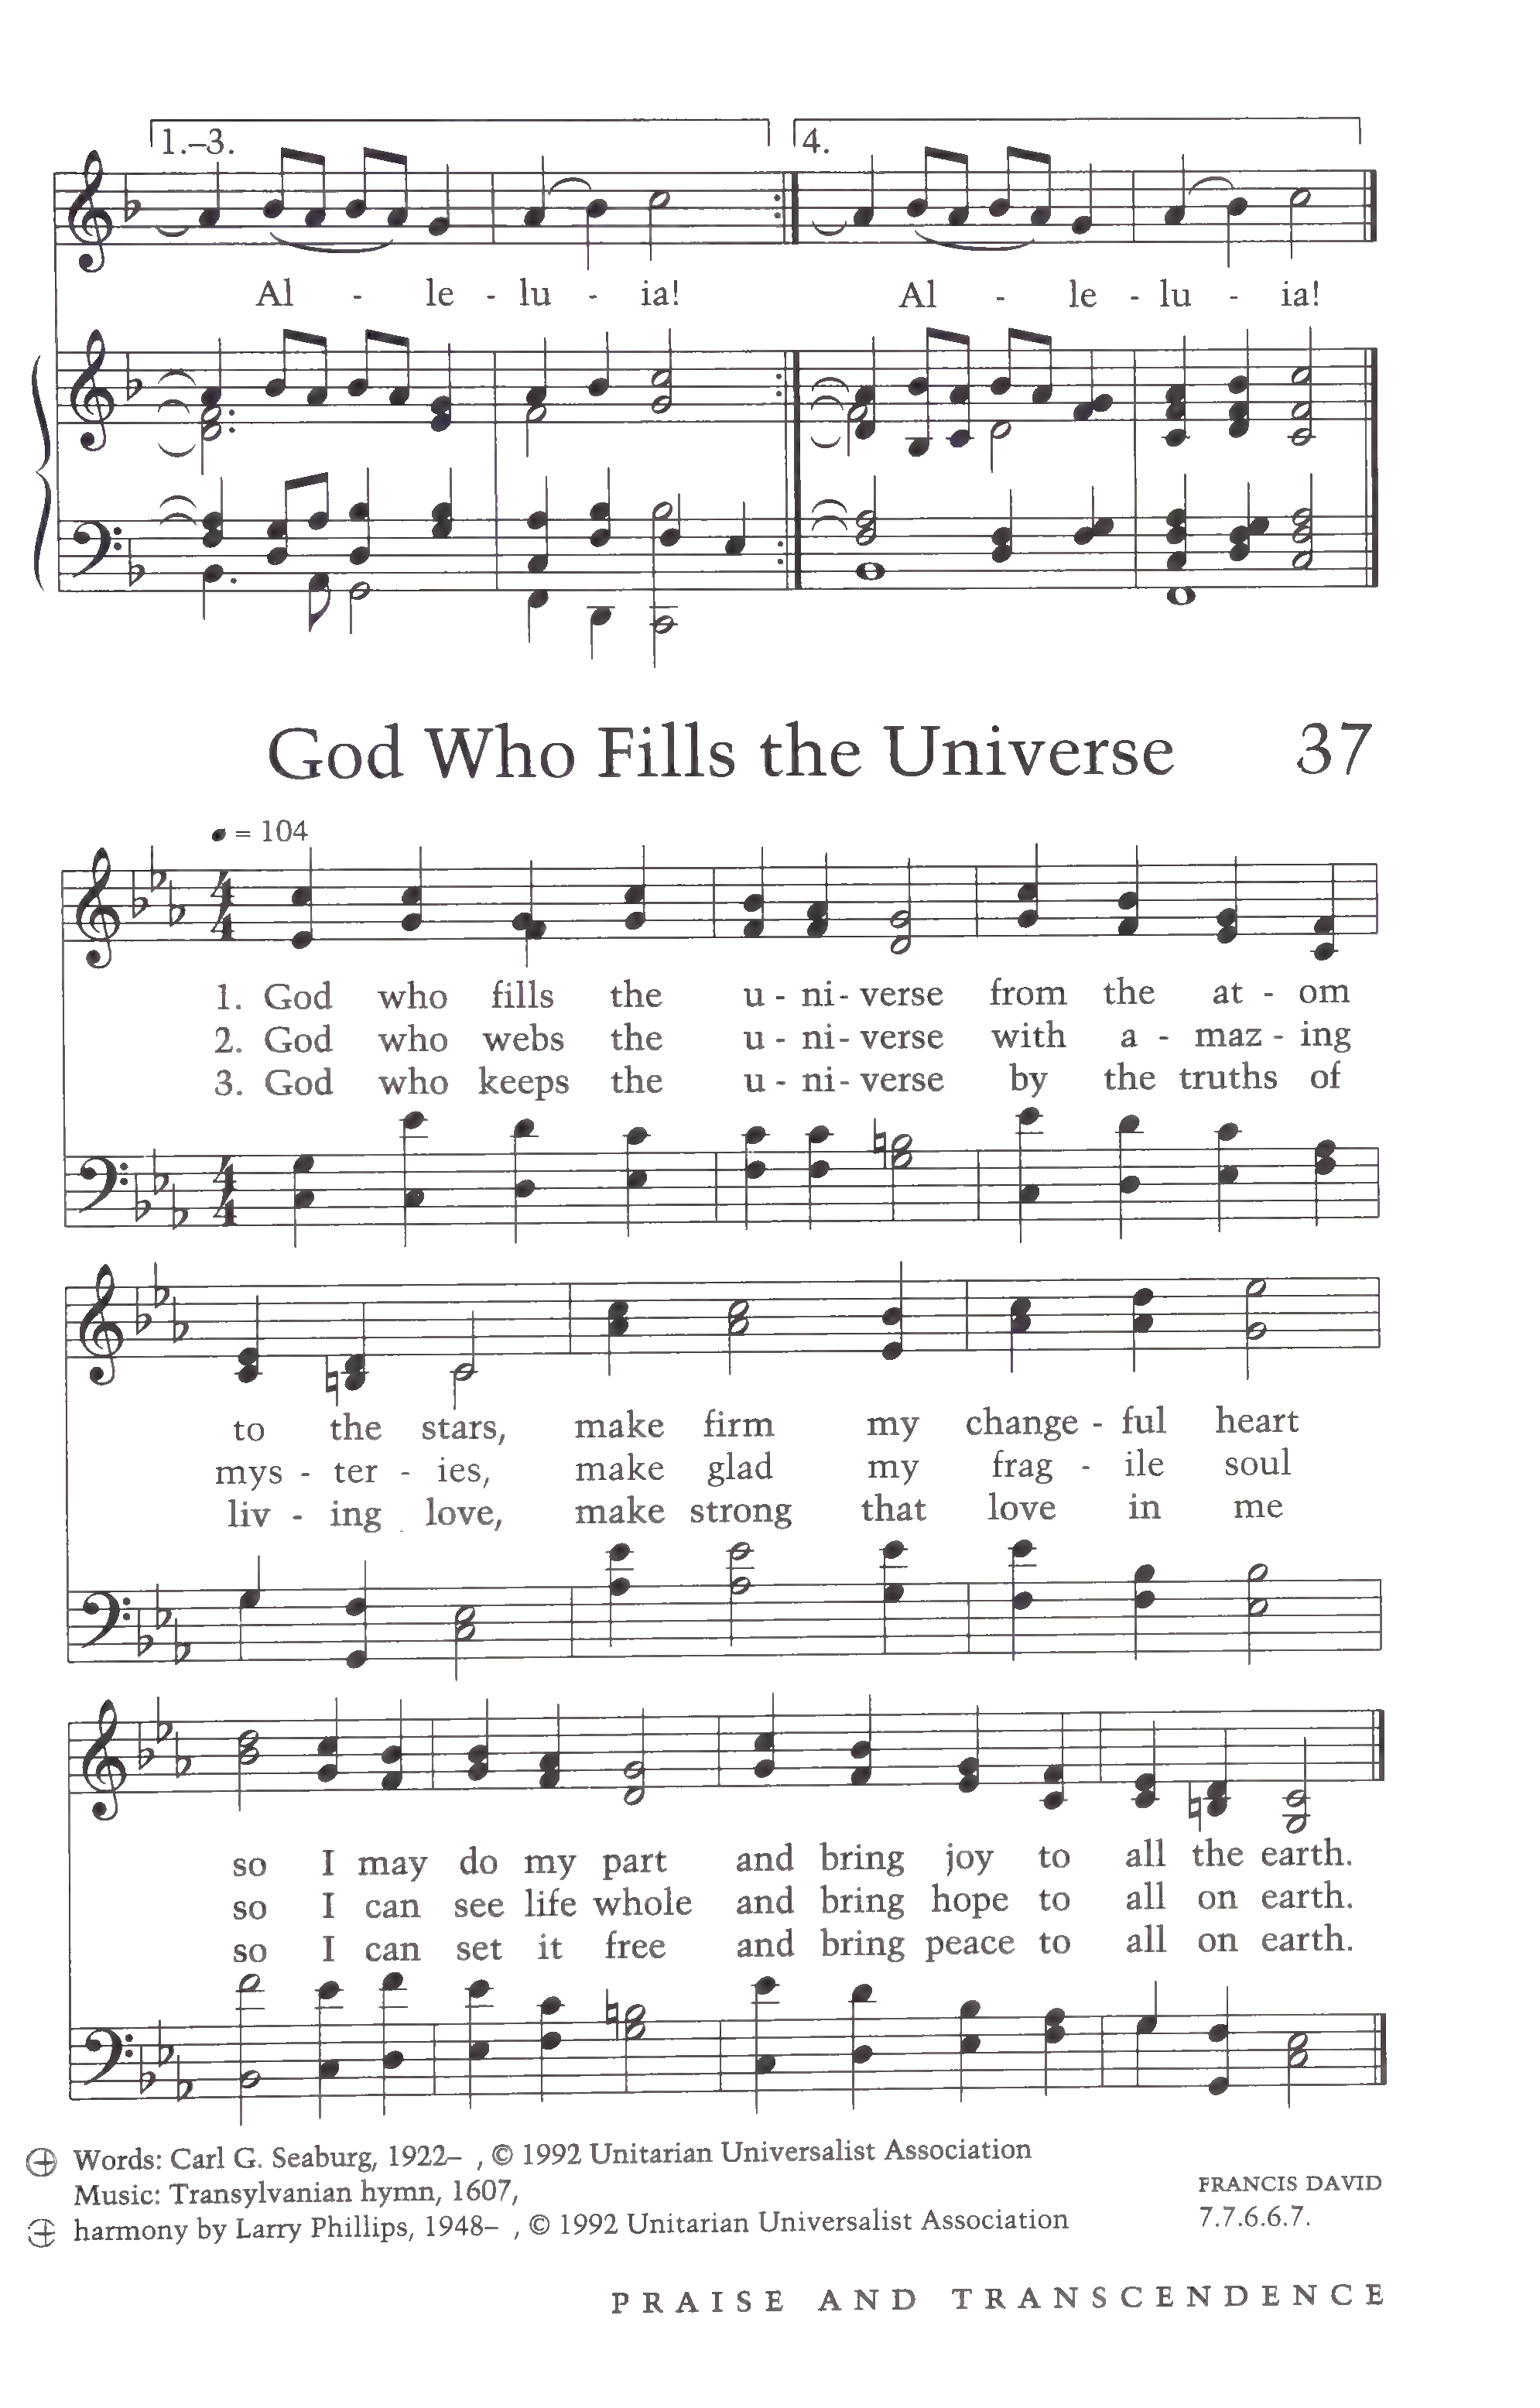 1.–3. 4.
Al - le - lu - ia! Al - le - lu - ia!
God Who Fills the Universe 37
= 104
1. God who fills the u - ni - verse from the at - om
2. God who webs the u - ni - verse with a - maz - ing
3. God who keeps the u - ni - verse by the truths of
to the stars, make firm my change - ful heart
mys - ter - ies, make glad my frag - ile soul
liv - ing love, make strong that love in me
so I may do my part and bring joy to all the earth.
so I can see life whole and bring hope to all on earth.
so I can set it free and bring peace to all on earth.
Words: Carl G. Seaburg, 1922– , © 1992 Unitarian Universalist Association
Music: Transylvanian hymn, 1607,
harmony by Larry Phillips, 1948– , © 1992 Unitarian Universalist Association
FRANCIS DAVID
7.7.6.6.7.
PRAISE AND TRANSCENDENCE